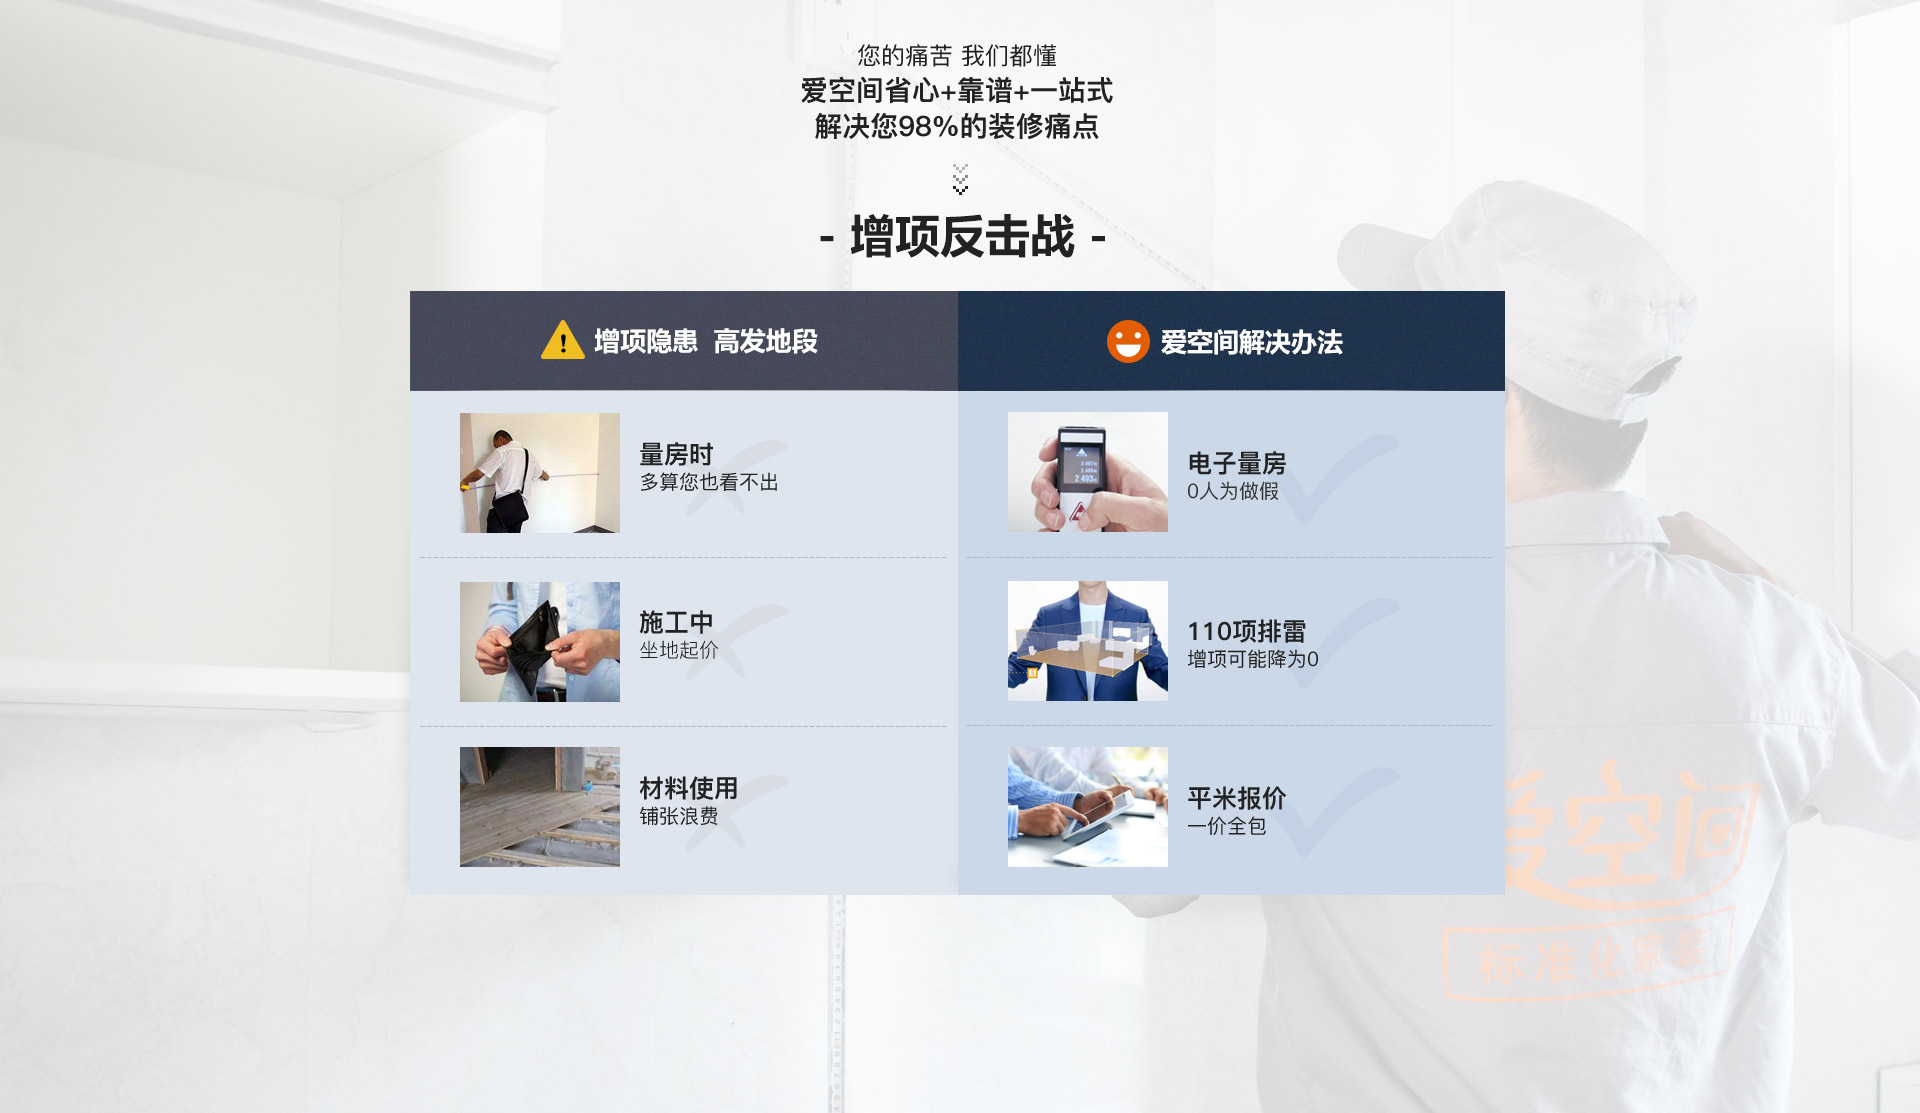 您的痛苦 我们都懂
爱空间省心+靠谱+一站式
解决您98%的装修痛点
- 增项反击战 -
增项隐患 高发地段
爱空间解决办法
量房时
多算您也看不出
电子量房
0人为做假
施工中
坐地起价
110项排雷
增项可能降为0
材料使用
铺张浪费
平米报价
一价全包
爱空间
标准化家装